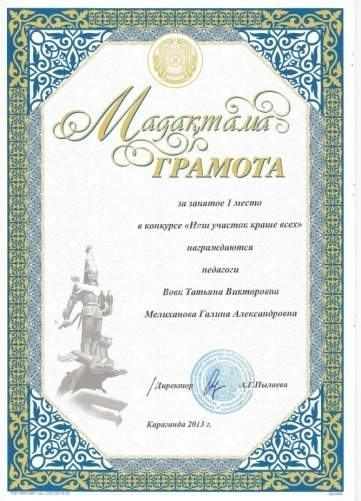 Мадақтама
ГРАМОТА
за занятое 1 место
в конкурсе «Наш участок краше всех»
награждаются
педагоги
Вовк Татьяна Викторовна
Мелиханова Галина Александровна
Директор А.Г.Пылаева
Караганда 2013 г.